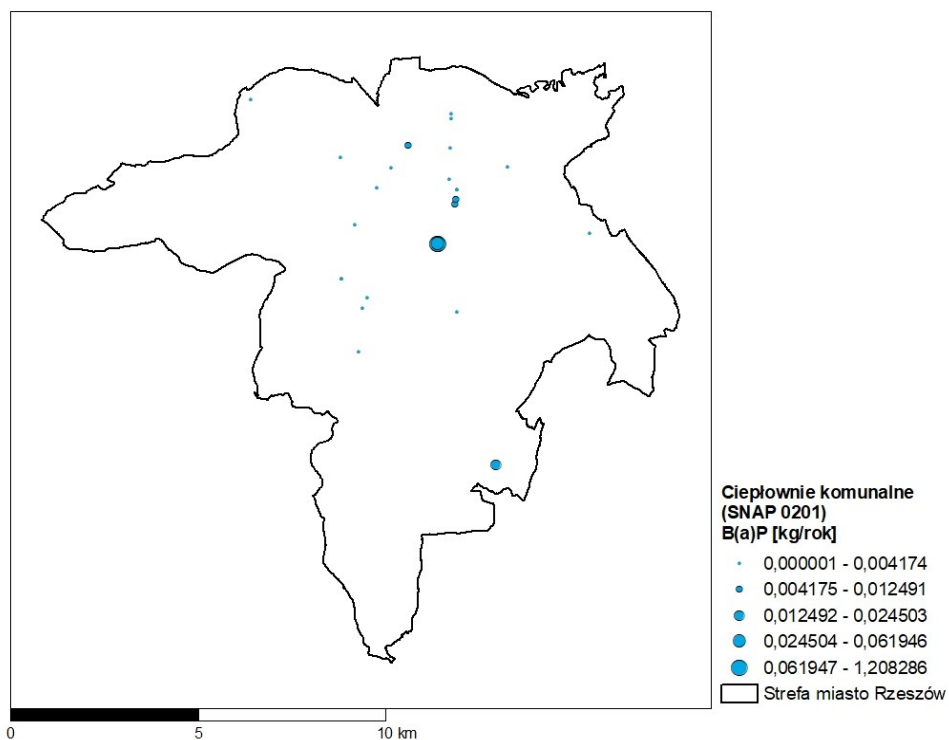 Ciepłownie komunalne
(SNAP 0201)
B(a)P [kg/rok]
0,000001 - 0,004174
0,004175 - 0,012491
0,012492 - 0,024503
0,024504 - 0,061946
0,061947 - 1,208286
Strefa miasto Rzeszów
0 5 10 km